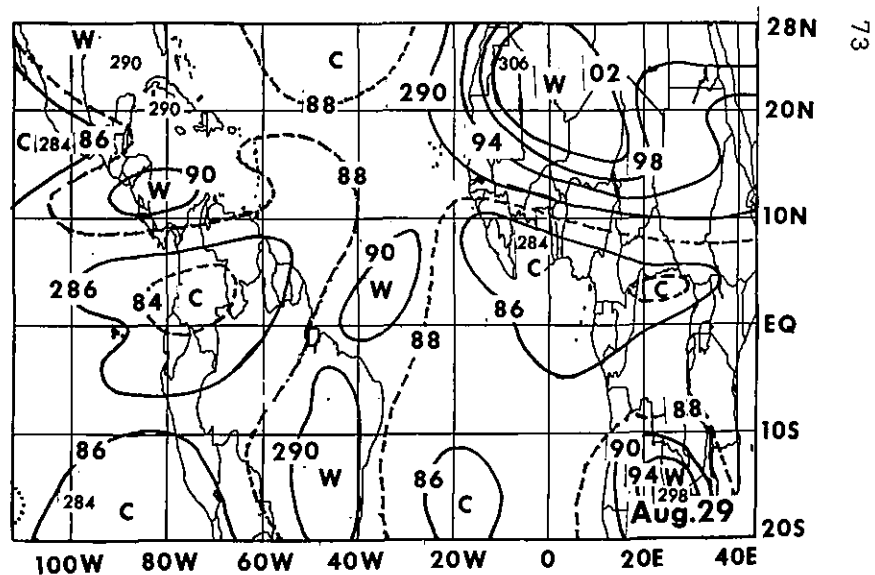 73
W C 306 W 02 28N
290
290 88 290 20N
C 284 86 94 98
W 90 88
10N
90 284 C
286 84 C W 86 C
88 EQ
88
86 290 90 10S
W 86 94 W
284 C C 298
Aug.29 20S
100W 80W 60W 40W 20W 0 20E 40E